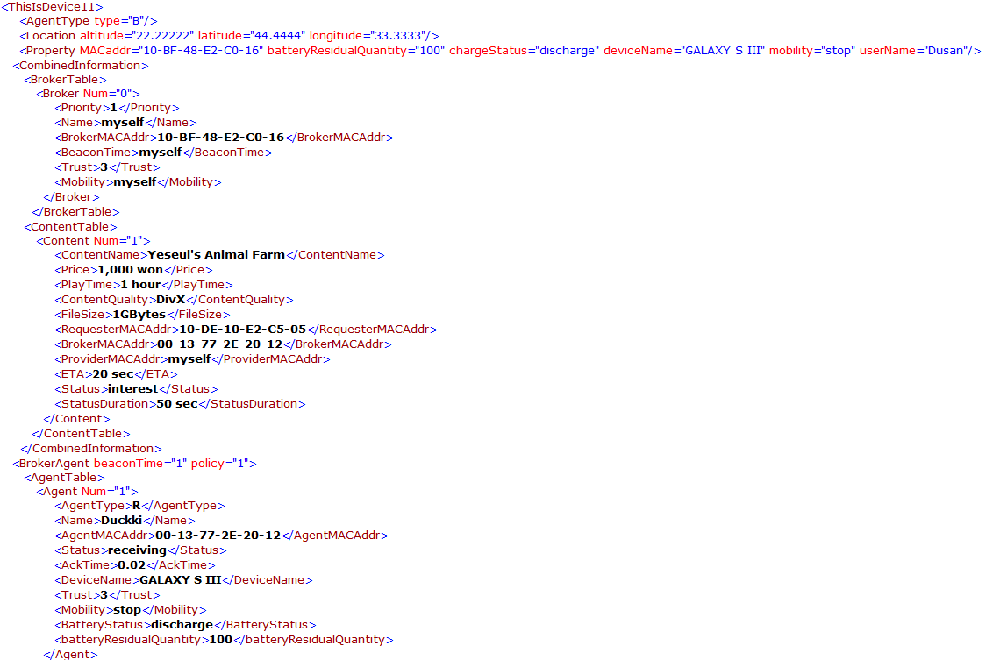 <ThisIsDevice11>
<AgentType type="B"/>
<Location altitude="22.22222" latitude="44.4444" longitude="33.3333"/>
<Property MACaddr="10-BF-48-E2-C0-16" batteryResidualQuantity="100" chargeStatus="discharge" deviceName="GALAXY S III" mobility="stop" userName="Dusan"/>
<CombinedInformation>
<BrokerTable>
<Broker Num="0">
<Priority>1</Priority>
<Name>myself</Name>
<BrokerMACAddr>10-BF-48-E2-C0-16</BrokerMACAddr>
<BeaconTime>myself</BeaconTime>
<Trust>3</Trust>
<Mobility>myself</Mobility>
</Broker>
</BrokerTable>
<ContentTable>
<Content Num="1">
<ContentName>Yeseul's Animal Farm</ContentName>
<Price>1,000 won</Price>
<PlayTime>1 hour</PlayTime>
<ContentQuality>DivX</ContentQuality>
<FileSize>1GBytes</FileSize>
<RequesterMACAddr>10-DE-10-E2-C5-05</RequesterMACAddr>
<BrokerMACAddr>00-13-77-2E-20-12</BrokerMACAddr>
<ProviderMACAddr>myself</ProviderMACAddr>
<ETA>20 sec</ETA>
<Status>interest</Status>
<StatusDuration>50 sec</StatusDuration>
</Content>
</ContentTable>
</CombinedInformation>
<BrokerAgent beaconTime="1" policy="1">
<AgentTable>
<Agent Num="1">
<AgentType>R</AgentType>
<Name>Duckki</Name>
<AgentMACAddr>00-13-77-2E-20-12</AgentMACAddr>
<Status>receiving</Status>
<AckTime>0.02</AckTime>
<DeviceName>GALAXY S III</DeviceName>
<Trust>3</Trust>
<Mobility>stop</Mobility>
<BatteryStatus>discharge</BatteryStatus>
<batteryResidualQuantity>100</batteryResidualQuantity>
</Agent>